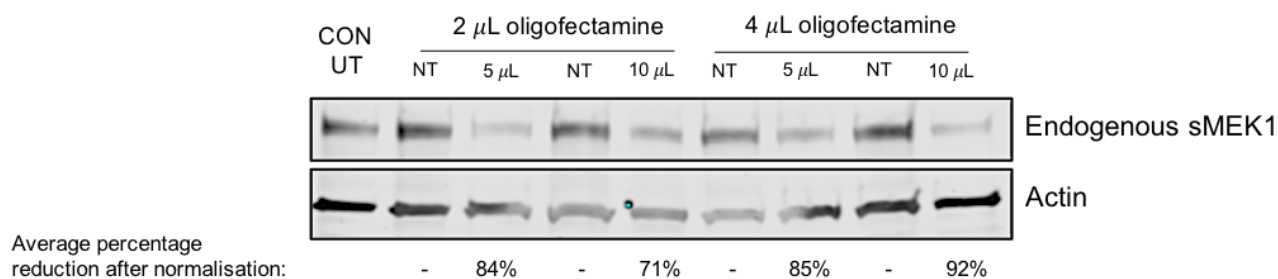 CON
UT
2 μL oligofectamine
4 μL oligofectamine
NT
5 μL
NT
10 μL
NT
5 μL
NT
10 μL
Endogenous sMEK1
Actin
Average percentage
reduction after normalisation:
-
84%
-
71%
-
85%
-
92%